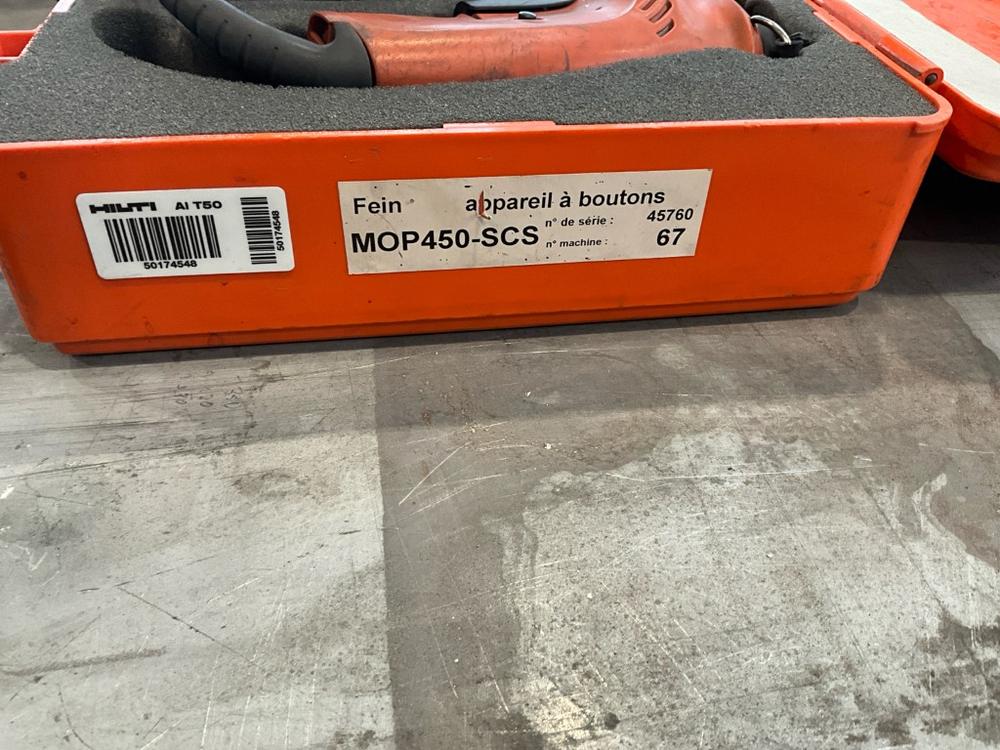 HILTI AI T50
50174548
50174548
Fein appareil à boutons
MOP450-SCS
n° de série : 45760
n° machine : 67